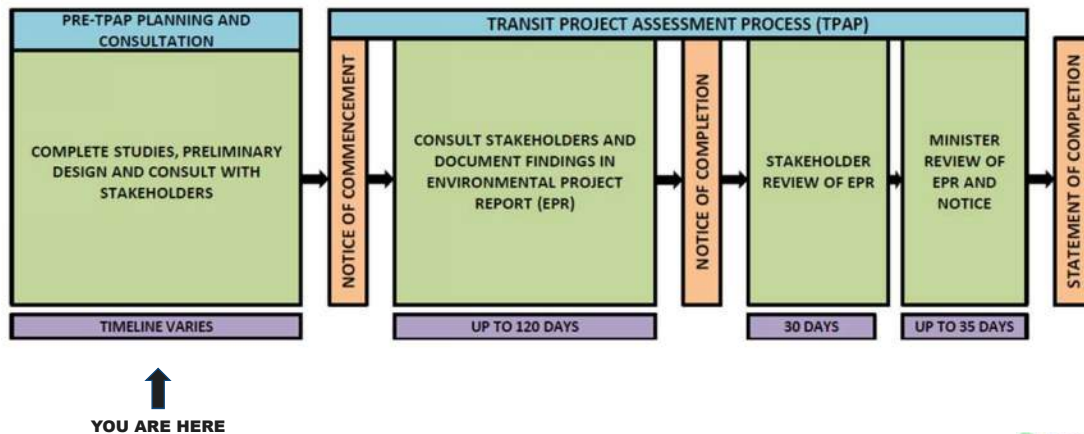 PRE-TPAP PLANNING AND
CONSULTATION
COMPLETE STUDIES, PRELIMINARY
DESIGN AND CONSULT WITH
STAKEHOLDERS
TIMELINE VARIES
YOU ARE HERE
TRANSIT PROJECT ASSESSMENT PROCESS (TPAP)
NOTICE OF COMMENCEMENT
CONSULT STAKEHOLDERS AND
DOCUMENT FINDINGS IN
ENVIRONMENTAL PROJECT
REPORT (EPR)
UP TO 120 DAYS
NOTICE OF COMPLETION
STAKEHOLDER
REVIEW OF EPR
30 DAYS
MINISTER
REVIEW OF
EPR AND
NOTICE
UP TO 35 DAYS
STATEMENT OF COMPLETION